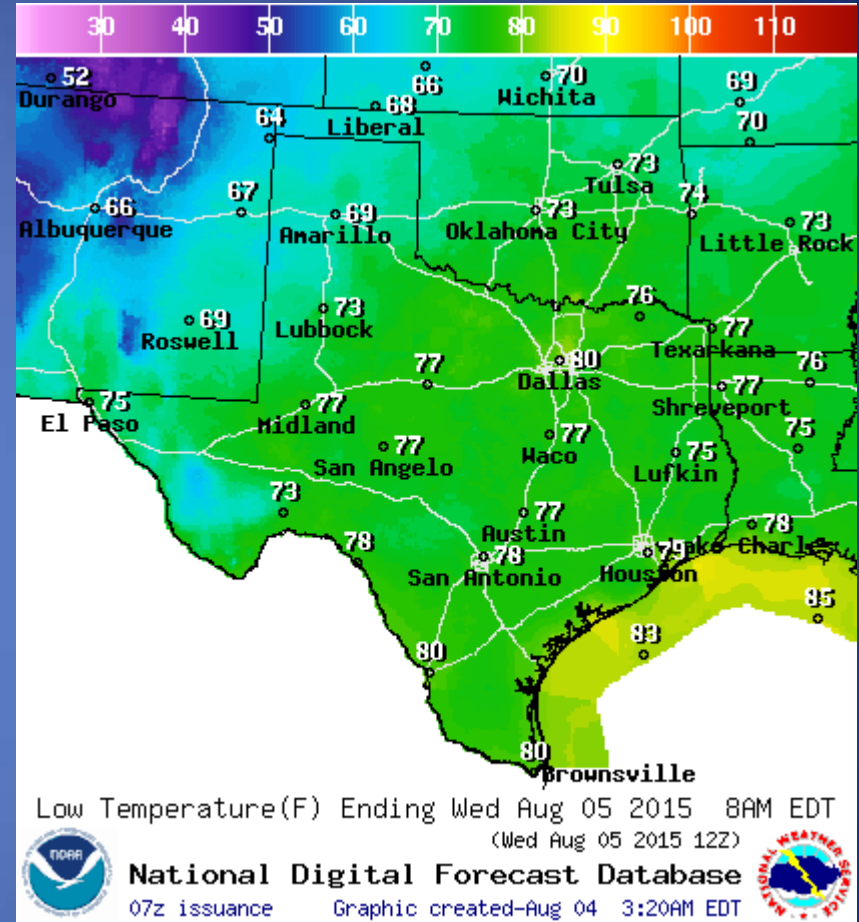 30 40 50 60 70 80 90 100 110
52
Durango
66
70
Wichita
69
68
Liberal
64
70
73
Tulsa
66
Albuquerque
67
69
Amarillo
73
Oklahoma City
74
73
Little Rock
69
Roswell
73
Lubbock
76
77
Texarkana
80
Dallas
77
76
75
El Paso
77
Midland
77
Shreveport
77
San Angelo
77
Waco
75
Lufkin
75
73
77
Austin
78
78
San Antonio
79
Houston
78
Lake Charl
85
83
80
80
Brownsville
Low Temperature(F) Ending Wed Aug 05 2015 8AM EDT
(Wed Aug 05 2015 12Z)
NOAA
National Digital Forecast Database
07z issuance Graphic created-Aug 04 3:20AM EDT
NATIONAL WEATHER SERVICE